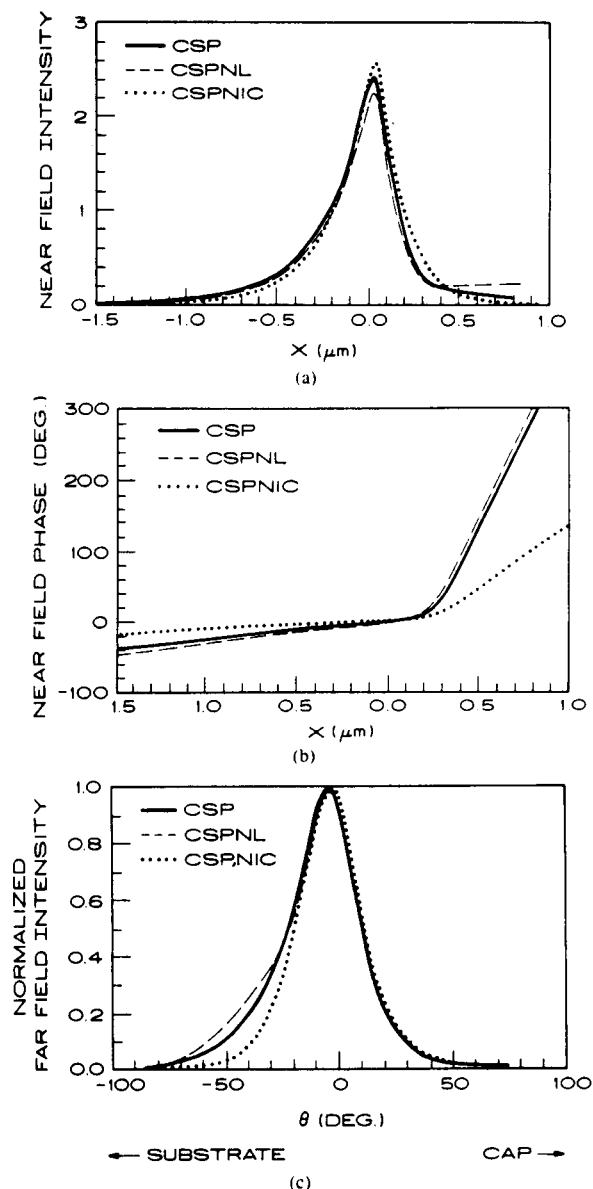 NEAR FIELD INTENSITY
3
2
1
0
CSP
CSPNL
CSPNIC
-1.5
-1.0
-0.5
0.0
0.5
1.0
X (μm)
(a)
NEAR FIELD PHASE (DEG.)
300
200
100
0
-100
CSP
CSPNL
CSPNIC
1.5
1.0
0.5
0.0
0.5
1.0
X (μm)
(b)
NORMALIZED
FAR FIELD INTENSITY
1.0
0.8
0.6
0.4
0.2
0.0
CSP
CSPNL
CSP,NIC
-100
-50
0
50
100
θ (DEG.)
SUBSTRATE
CAP
(c)